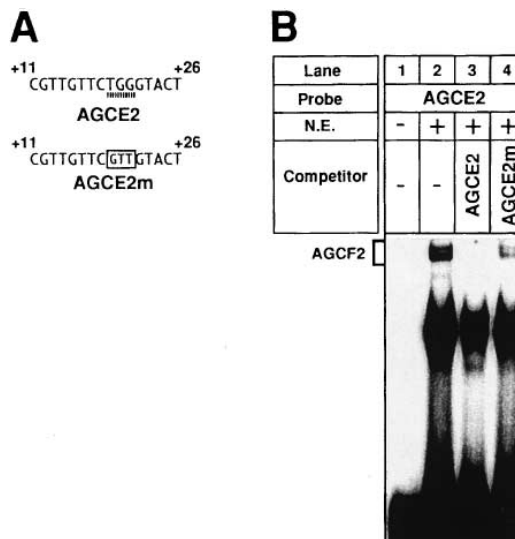 A
+11 +26
CGTTGTTCTGGGTACT
AGCE2
+11 +26
CGTTGTTCGTTGTACT
AGCE2m
B
Lane 1 2 3 4
Probe AGCE2
N.E. - + + +
Competitor - - AGCE2 AGCE2m
AGCF2